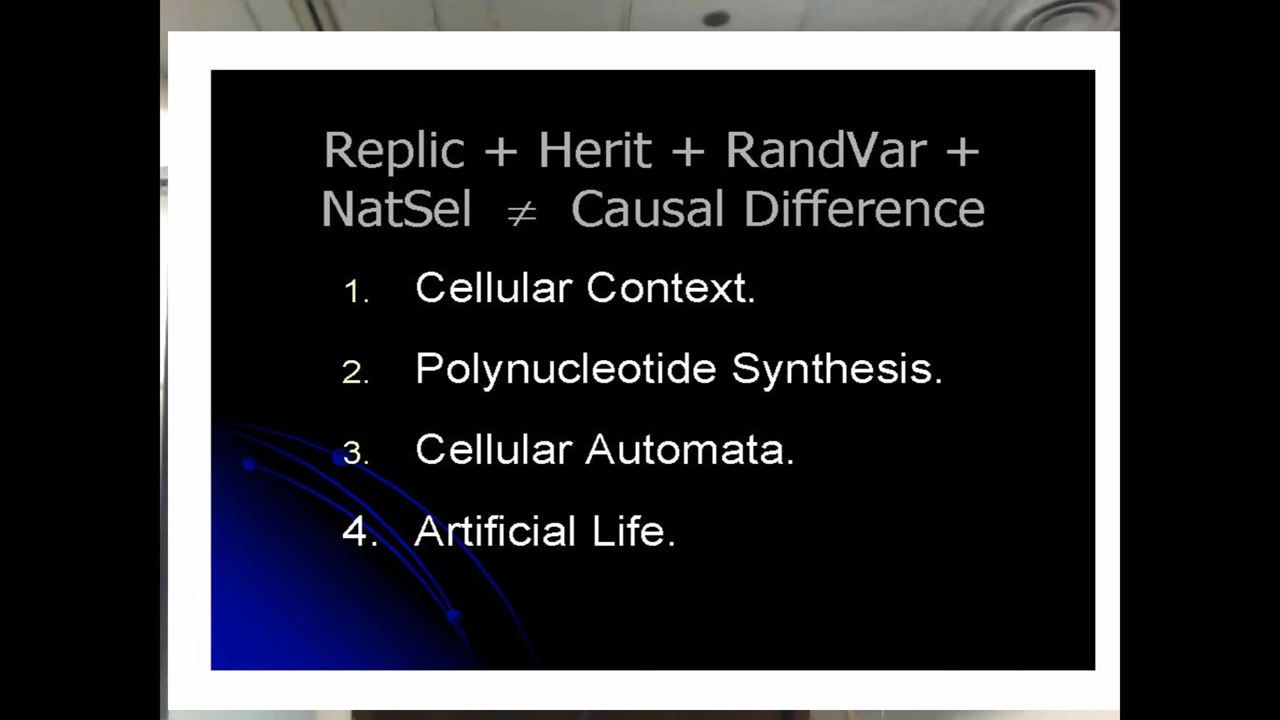 Replic + Herit + RandVar +
NatSel ≠ Causal Difference
1. Cellular Context.
2. Polynucleotide Synthesis.
3. Cellular Automata.
4. Artificial Life.